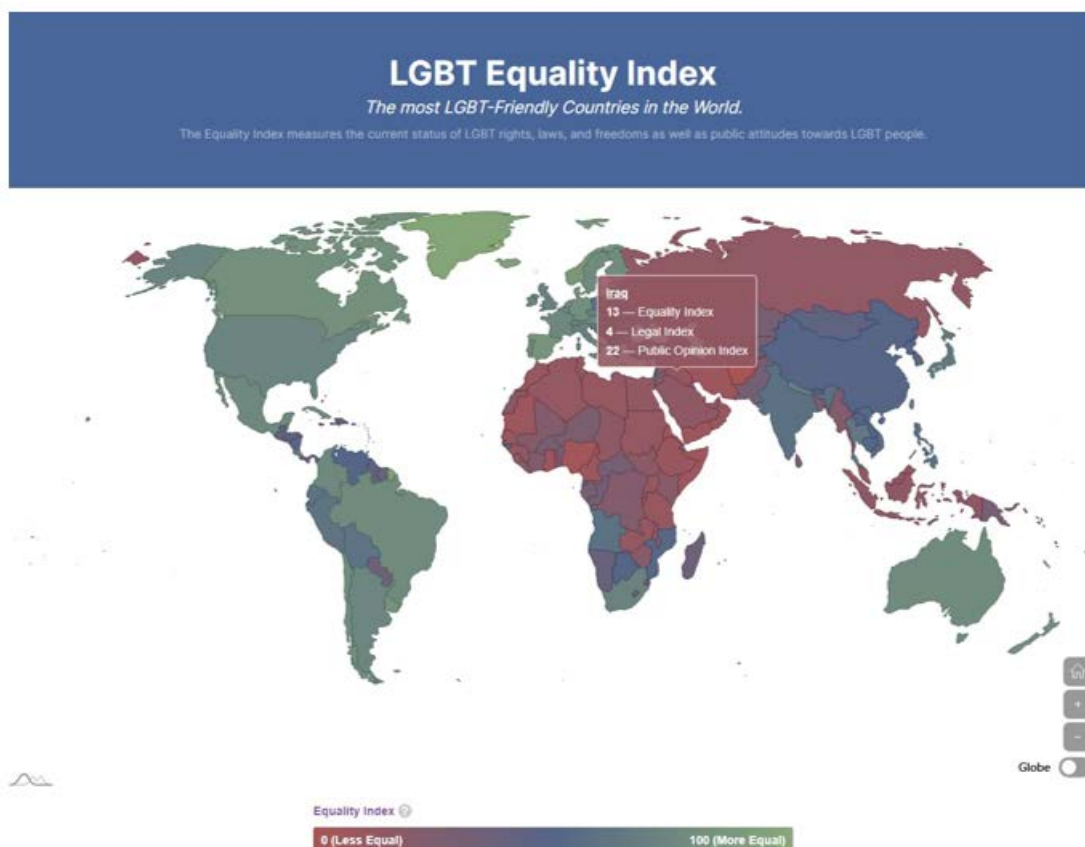 LGBT Equality Index
The most LGBT-Friendly Countries in the World.
The Equality Index measures the current status of LGBT rights, laws, and freedoms as well as public attitudes towards LGBT people.
Iraq
13 — Equality Index
4 — Legal Index
22 — Public Opinion Index
+
−
Globe
Equality Index ?
0 (Less Equal) 100 (More Equal)